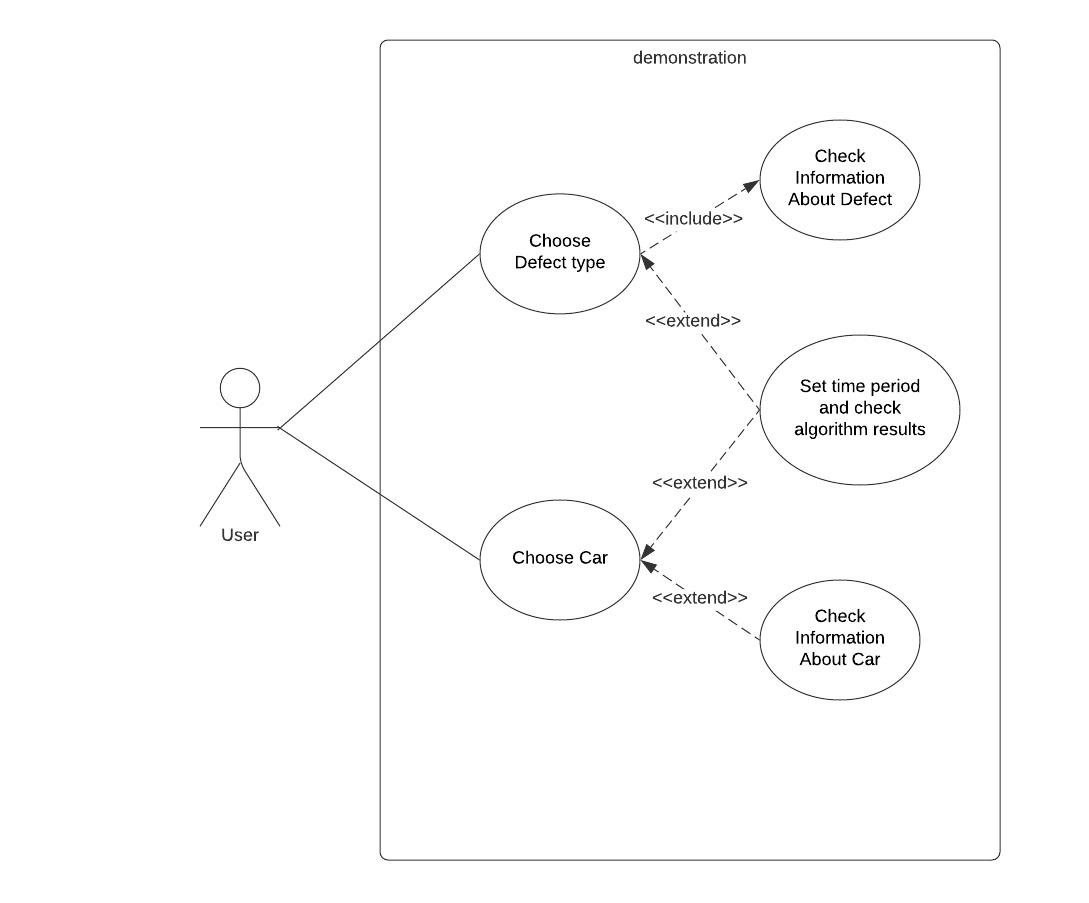 demonstration
Check
Information
About Defect
<<include>>
Choose
Defect type
<<extend>>
Set time period
and check
algorithm results
<<extend>>
User
Choose Car
<<extend>>
Check
Information
About Car